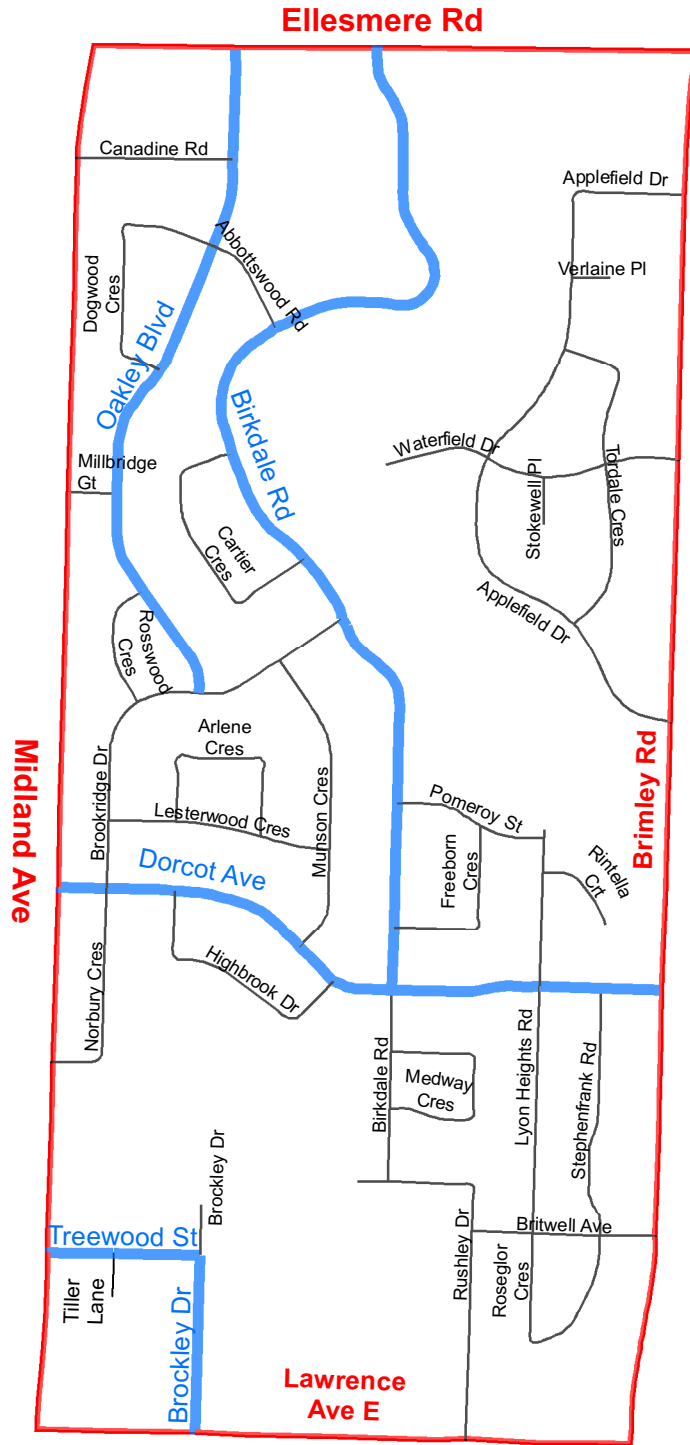 Ellesmere Rd
Canadine Rd
Applefield Dr
Abbottswood Rd
Dogwood
Cres
Verlaine Pl
Oakley Blvd
Birkdale Rd
Waterfield Dr
Millbridge
Gt
Stokewell Pl
Tordale Cres
Cartier
Cres
Applefield Dr
Rosswood
Cres
Arlene
Cres
Midland Ave
Brookridge Dr
Munson Cres
Brimley Rd
Lesterwood Cres
Pomeroy St
Freeborn
Cres
Rintella
Crt
Dorcot Ave
Highbrook Dr
Norbury Cres
Birkdale Rd
Medway
Cres
Lyon Heights Rd
Stephenfrank Rd
Brockley Dr
Treewood St
Rushley Dr
Britwell Ave
Roseglor
Cres
Tiller
Lane
Brockley Dr
Lawrence
Ave E